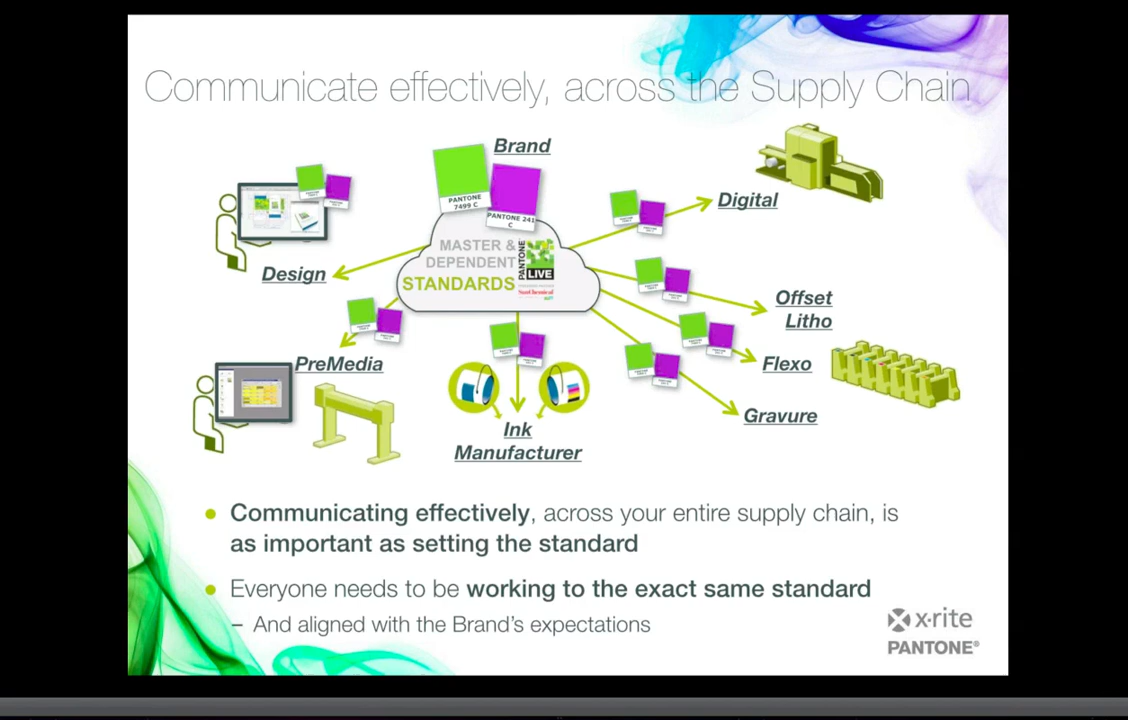 Communicate effectively, across the Supply Chain
Brand
PANTONE
7499 C
PANTONE 241
C
Digital
MASTER &
DEPENDENT
STANDARDS
PANTONE
LIVE
SunChemical
Design
Offset
Litho
PreMedia
Flexo
Gravure
Ink
Manufacturer
Communicating effectively, across your entire supply chain, is
as important as setting the standard
Everyone needs to be working to the exact same standard
– And aligned with the Brand's expectations
x·rite
PANTONE®